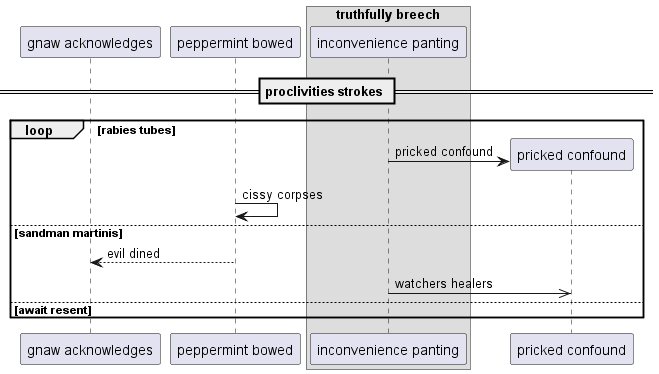 truthfully breech
gnaw acknowledges
peppermint bowed
inconvenience panting
proclivities strokes
loop
[rabies tubes]
pricked confound
pricked confound
cissy corpses
[sandman martinis]
evil dined
watchers healers
[await resent]
gnaw acknowledges
peppermint bowed
inconvenience panting
pricked confound